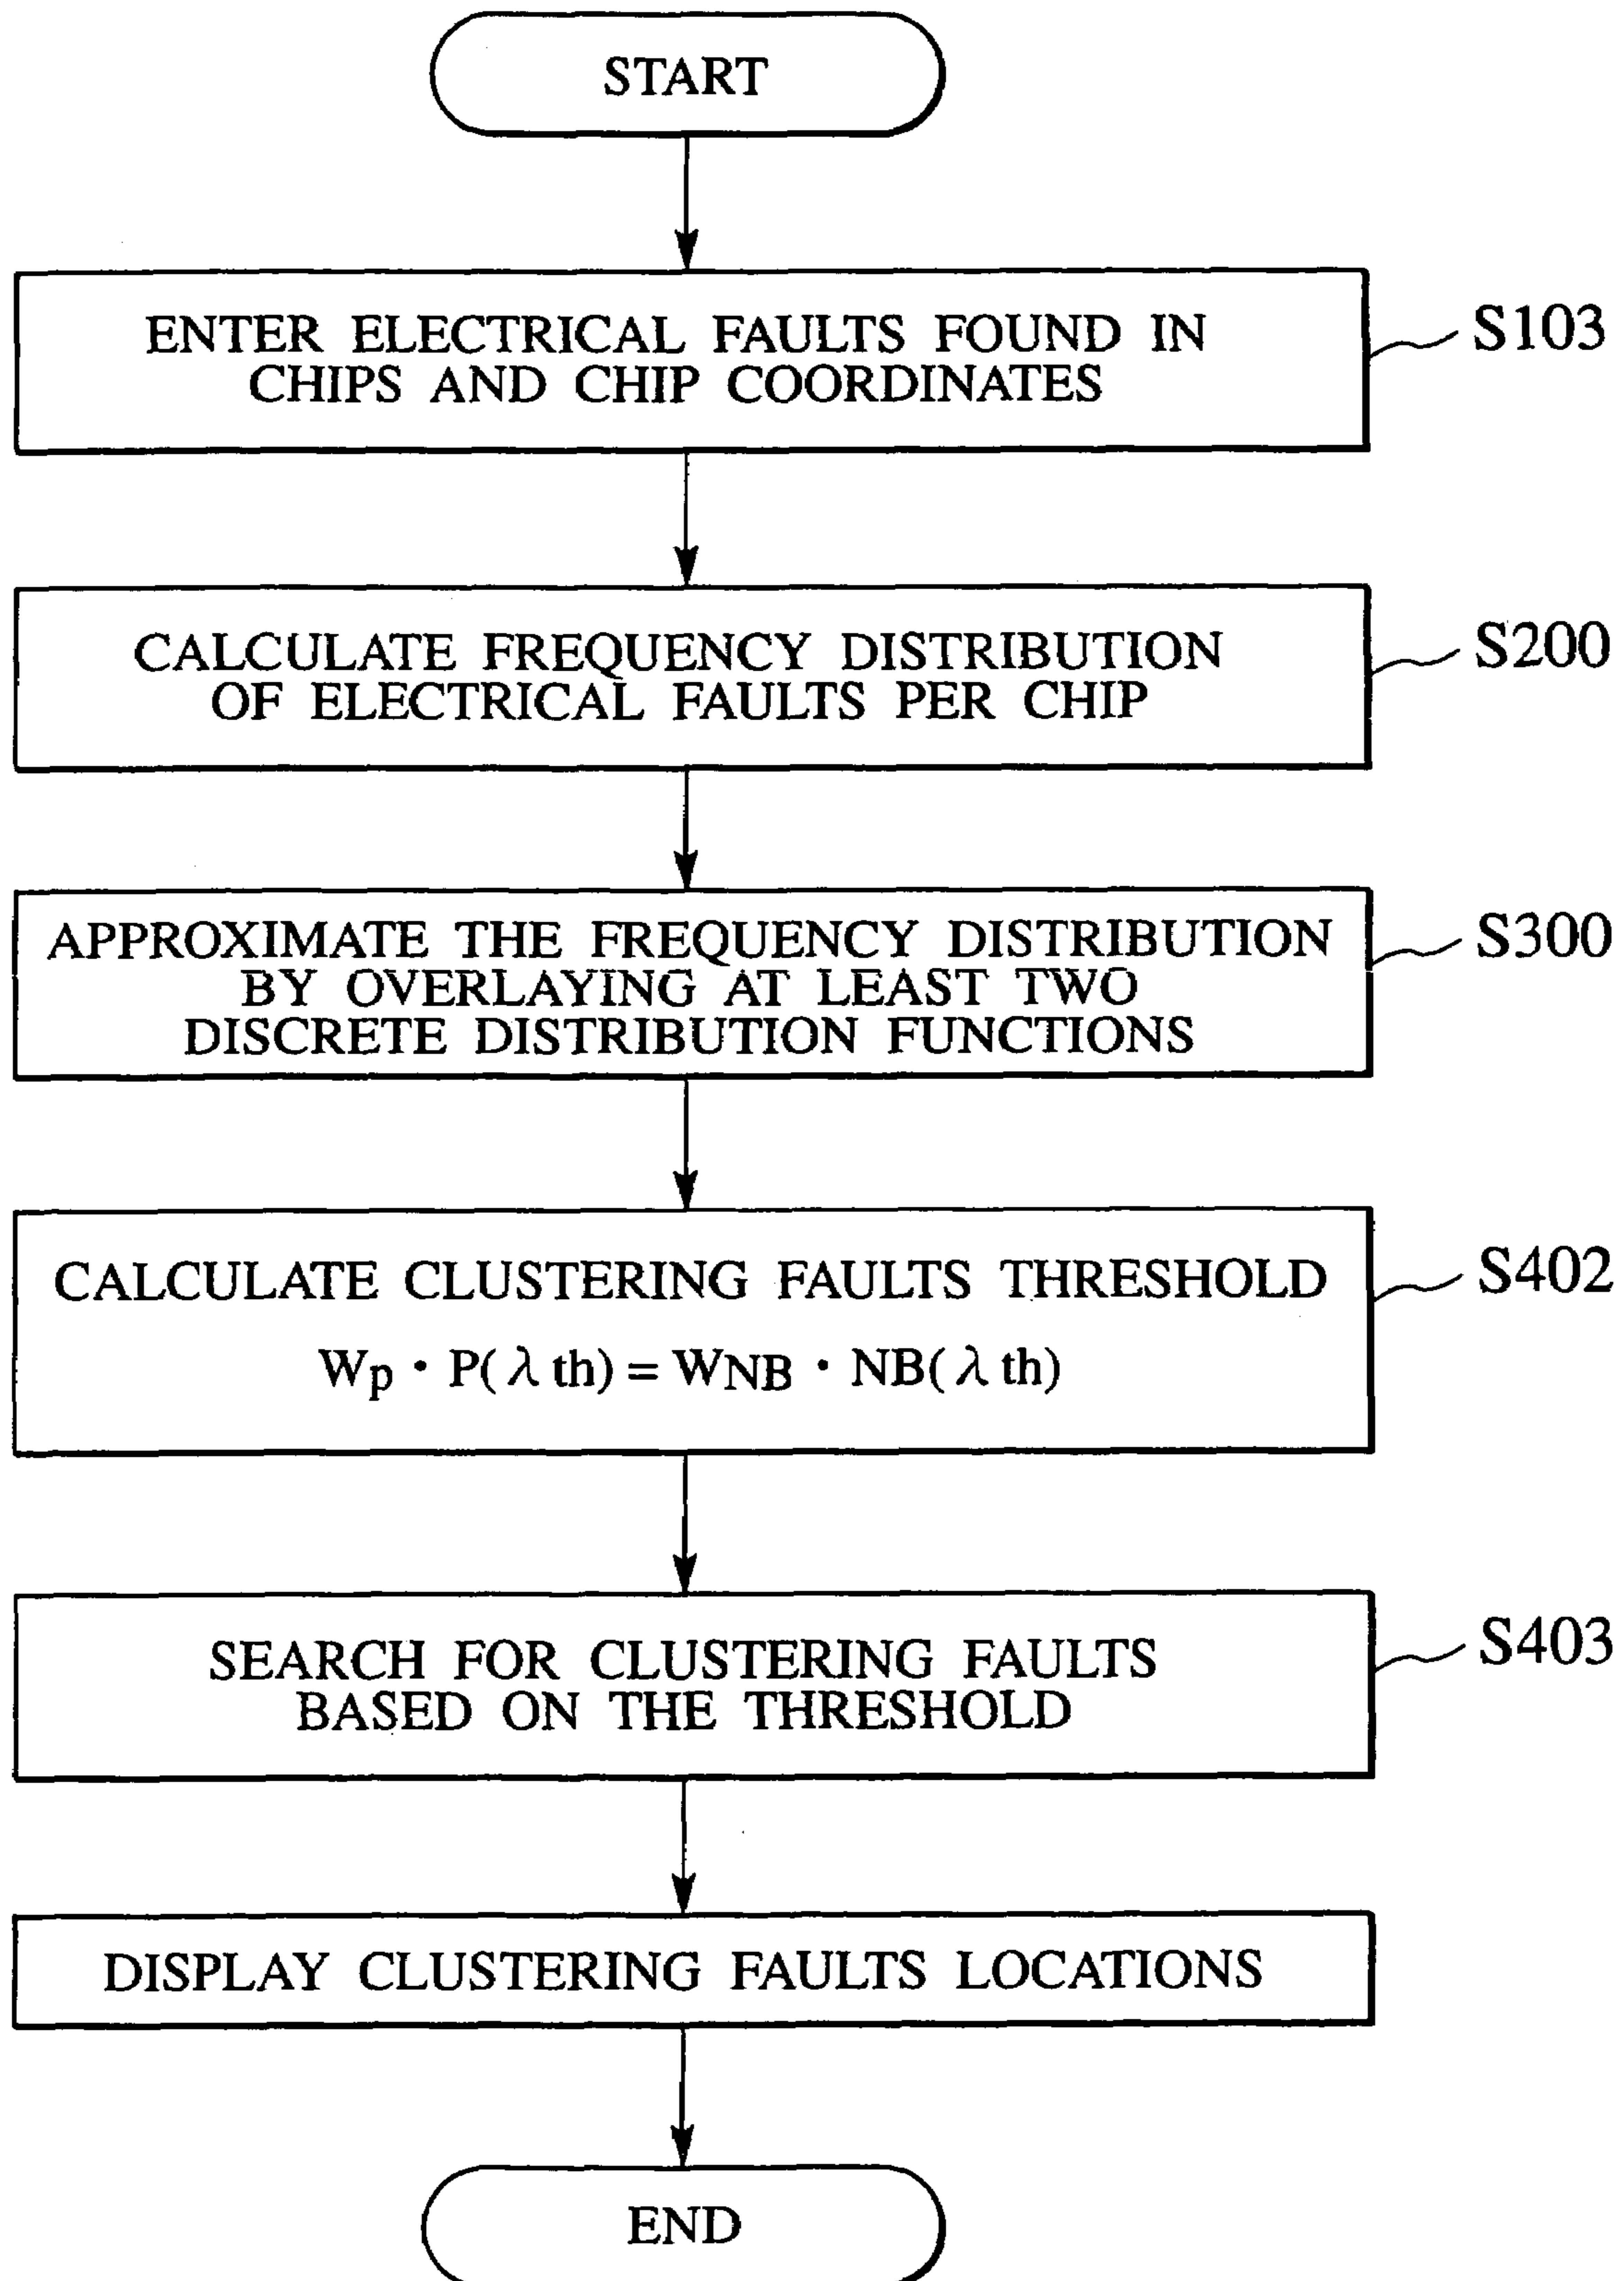 START
ENTER ELECTRICAL FAULTS FOUND IN
CHIPS AND CHIP COORDINATES
S103
CALCULATE FREQUENCY DISTRIBUTION
OF ELECTRICAL FAULTS PER CHIP
S200
APPROXIMATE THE FREQUENCY DISTRIBUTION
BY OVERLAYING AT LEAST TWO
DISCRETE DISTRIBUTION FUNCTIONS
S300
CALCULATE CLUSTERING FAULTS THRESHOLD
Wp · P(λ th) = WNB · NB(λ th)
S402
SEARCH FOR CLUSTERING FAULTS
BASED ON THE THRESHOLD
S403
DISPLAY CLUSTERING FAULTS LOCATIONS
END